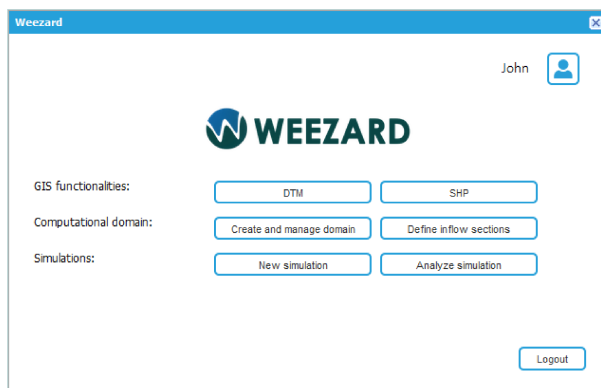 Weezard
John
WEEZARD
GIS functionalities: DTM SHP
Computational domain: Create and manage domain Define inflow sections
Simulations: New simulation Analyze simulation
Logout